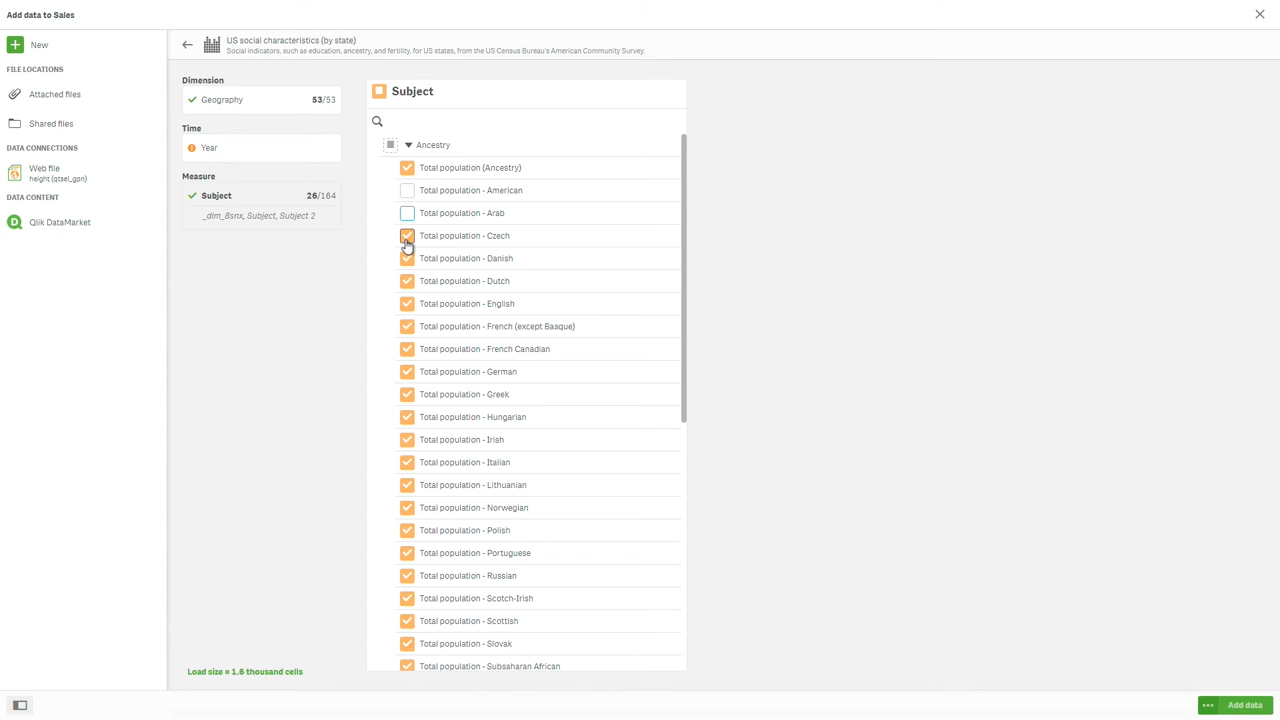 Add data to Sales
New
FILE LOCATIONS
Attached files
Shared files
DATA CONNECTIONS
Web file
height (qtsel_gpn)
DATA CONTENT
Qlik DataMarket
US social characteristics (by state)
Social indicators, such as education, ancestry, and fertility, for US states, from the US Census Bureau's American Community Survey.
Dimension
Geography 53/53
Time
Year
Measure
Subject 26/164
_dim_8snx, Subject, Subject 2
Load size = 1.6 thousand cells
Subject
Ancestry
Total population (Ancestry)
Total population - American
Total population - Arab
Total population - Czech
Total population - Danish
Total population - Dutch
Total population - English
Total population - French (except Basque)
Total population - French Canadian
Total population - German
Total population - Greek
Total population - Hungarian
Total population - Irish
Total population - Italian
Total population - Lithuanian
Total population - Norwegian
Total population - Polish
Total population - Portuguese
Total population - Russian
Total population - Scotch-Irish
Total population - Scottish
Total population - Slovak
Total population - Subsaharan African
Add data